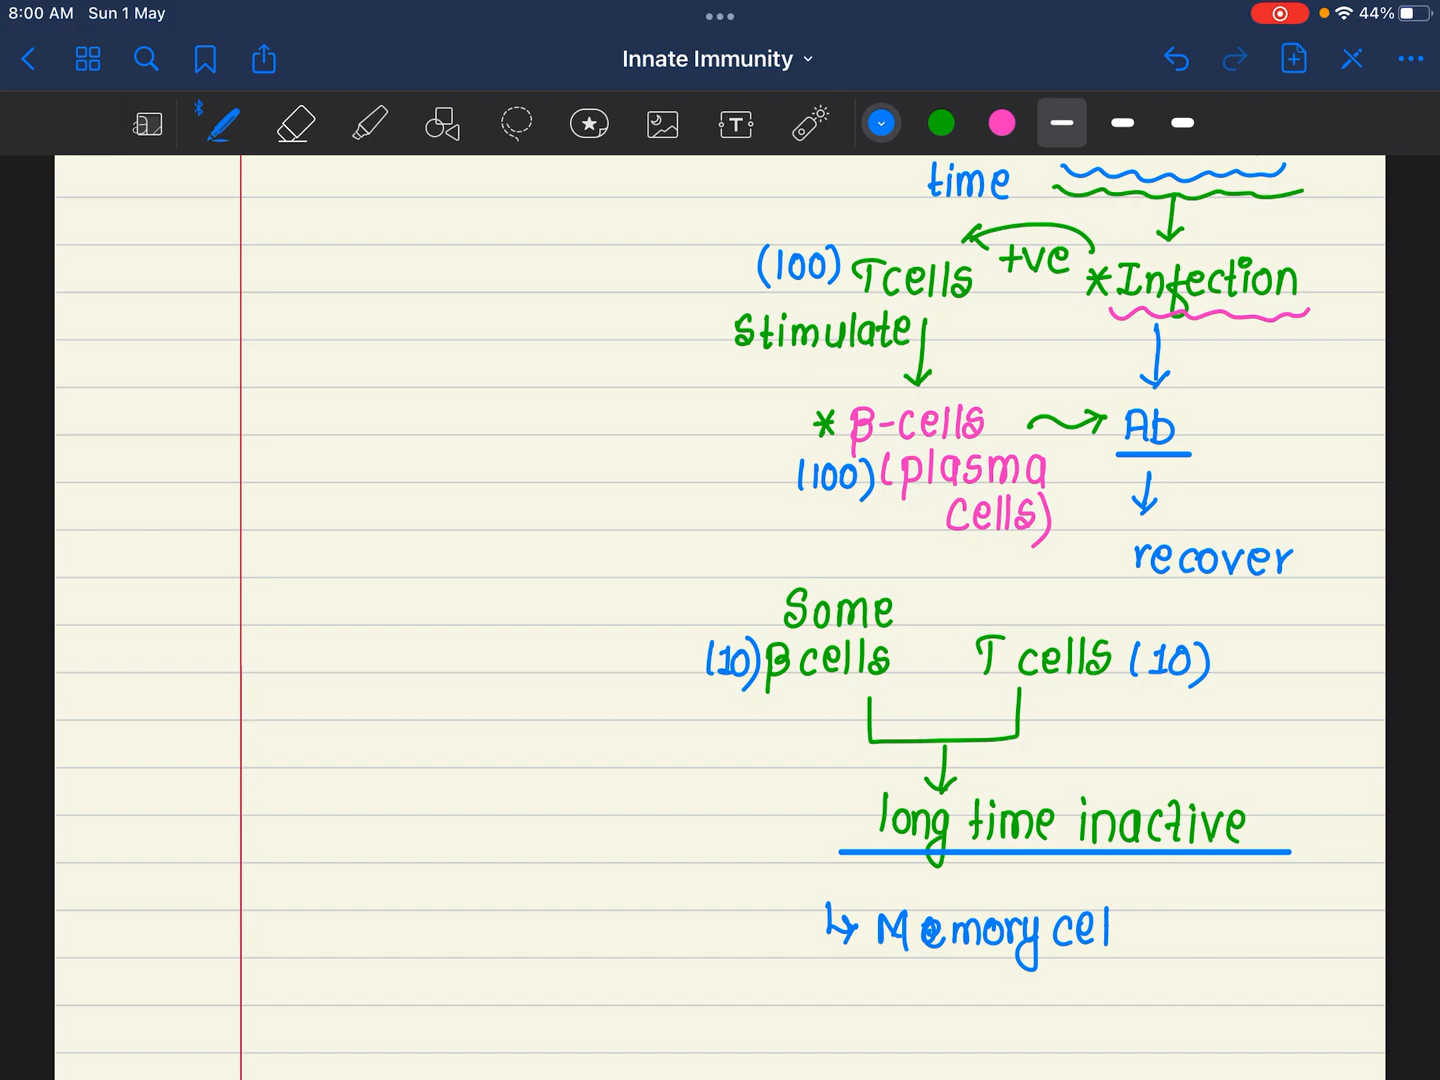 8:00 AM Sun 1 May
44%
Innate Immunity
T
time
(100) Tcells +ve *Infection
Stimulate
* B-cells Ab
(100) (plasma
cells)
recover
Some
(10) B cells T cells (10)
long time inactive
↳ Memory cel